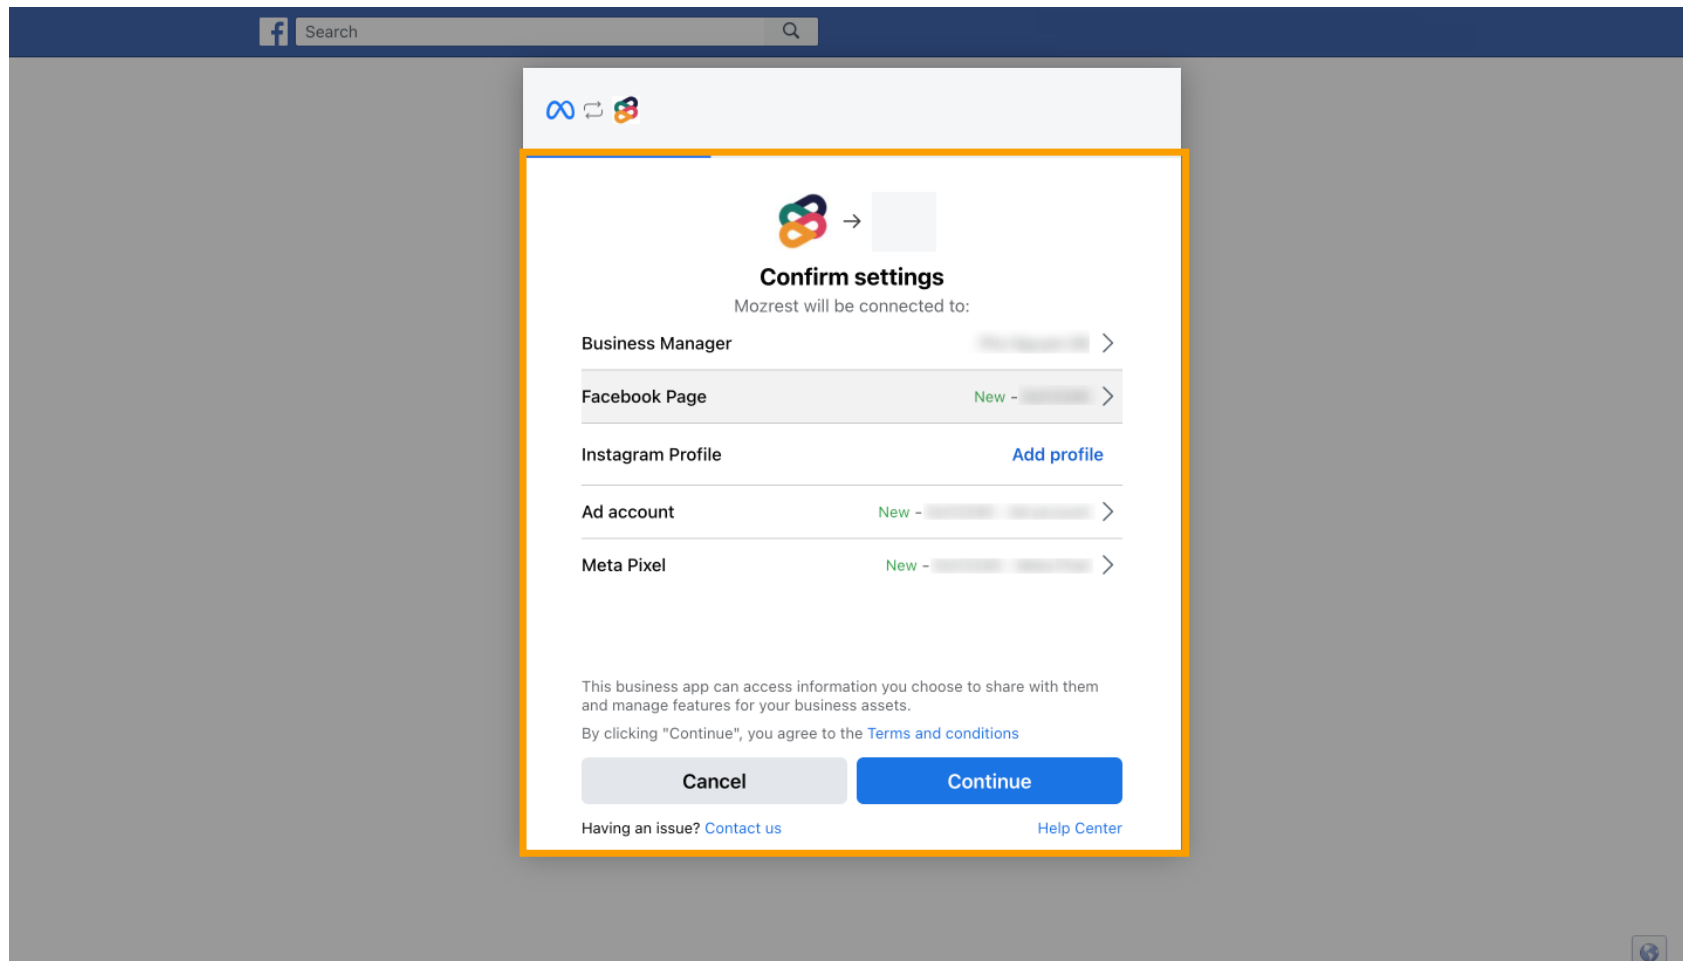 Search
Confirm settings
Mozrest will be connected to:
Business Manager
Facebook Page New -
Instagram Profile Add profile
Ad account New -
Meta Pixel New -
This business app can access information you choose to share with them
and manage features for your business assets.
By clicking "Continue", you agree to the Terms and conditions
Cancel Continue
Having an issue? Contact us Help Center